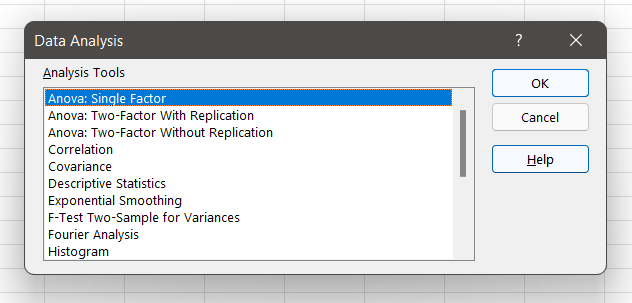 Data Analysis
?
Analysis Tools
Anova: Single Factor
Anova: Two-Factor With Replication
Anova: Two-Factor Without Replication
Correlation
Covariance
Descriptive Statistics
Exponential Smoothing
F-Test Two-Sample for Variances
Fourier Analysis
Histogram
OK
Cancel
Help